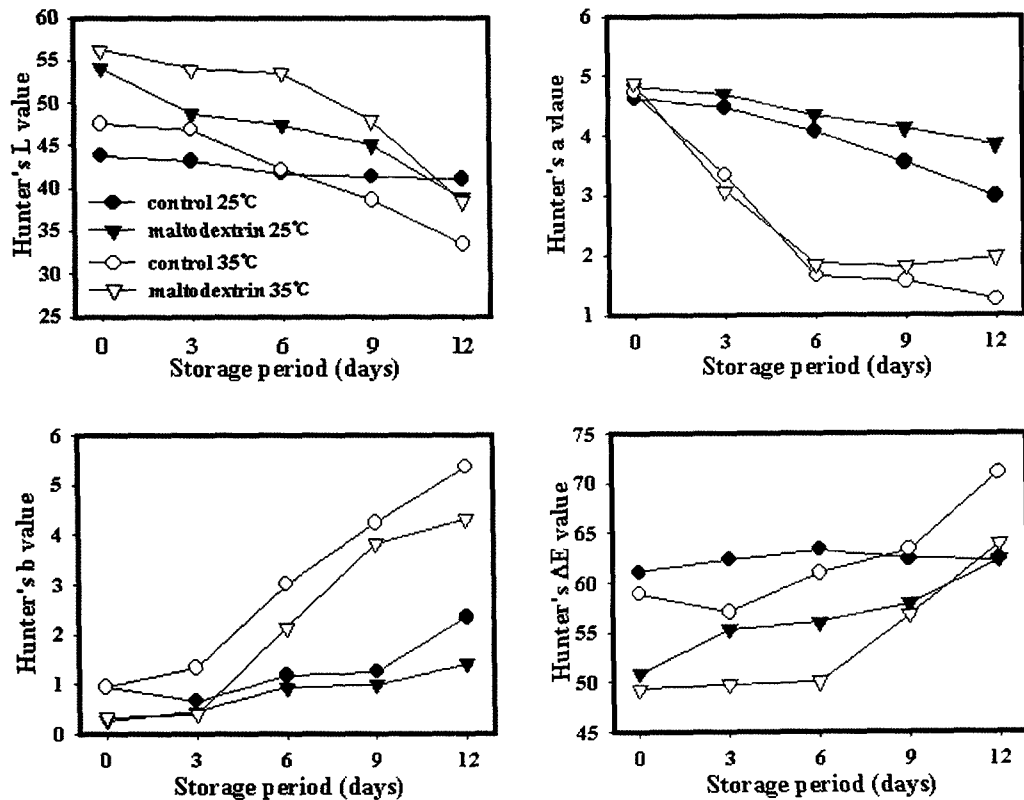 60
55
50
45
40
35
30
25
Hunter's L value
control 25℃
maltodextrin 25℃
control 35℃
maltodextrin 35℃
0 3 6 9 12
Storage period (days)
6
5
4
3
2
1
Hunter's a vlaue
0 3 6 9 12
Storage period (days)
6
5
4
3
2
1
0
Hunter's b value
0 3 6 9 12
Storage period (days)
75
70
65
60
55
50
45
Hunter's ΔE value
0 3 6 9 12
Storage period (days)